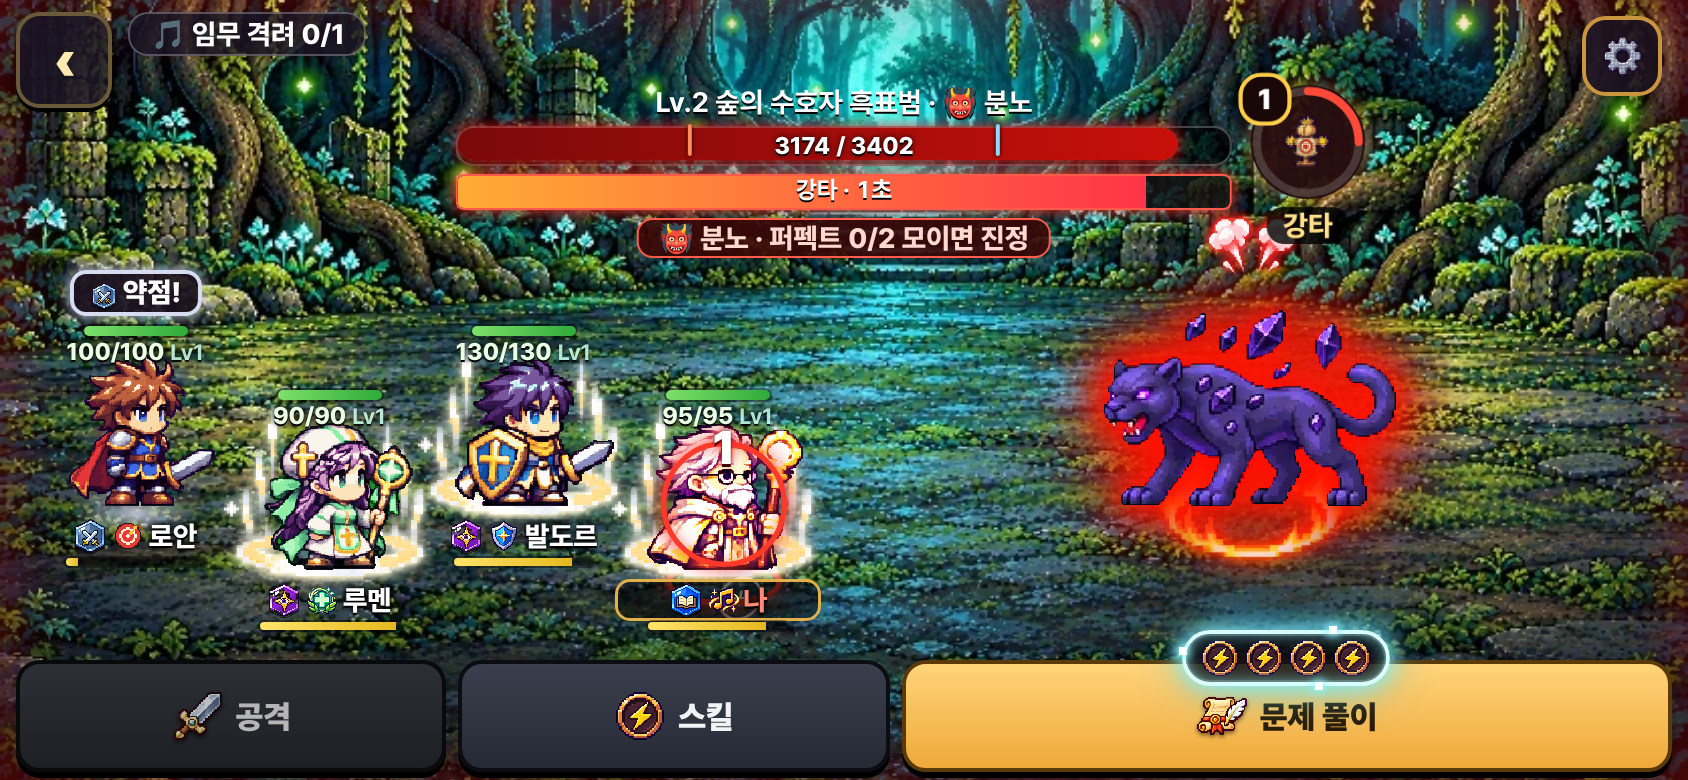 임무 격려 0/1
Lv.2 숲의 수호자 흑표범 · 분노
3174 / 3402
강타 · 1초
분노 · 퍼펙트 0/2 모이면 진정
1
강타
약점!
100/100 Lv1
로안
90/90 Lv1
루멘
130/130 Lv1
발도르
95/95 Lv1
1
나
공격
스킬
문제 풀이